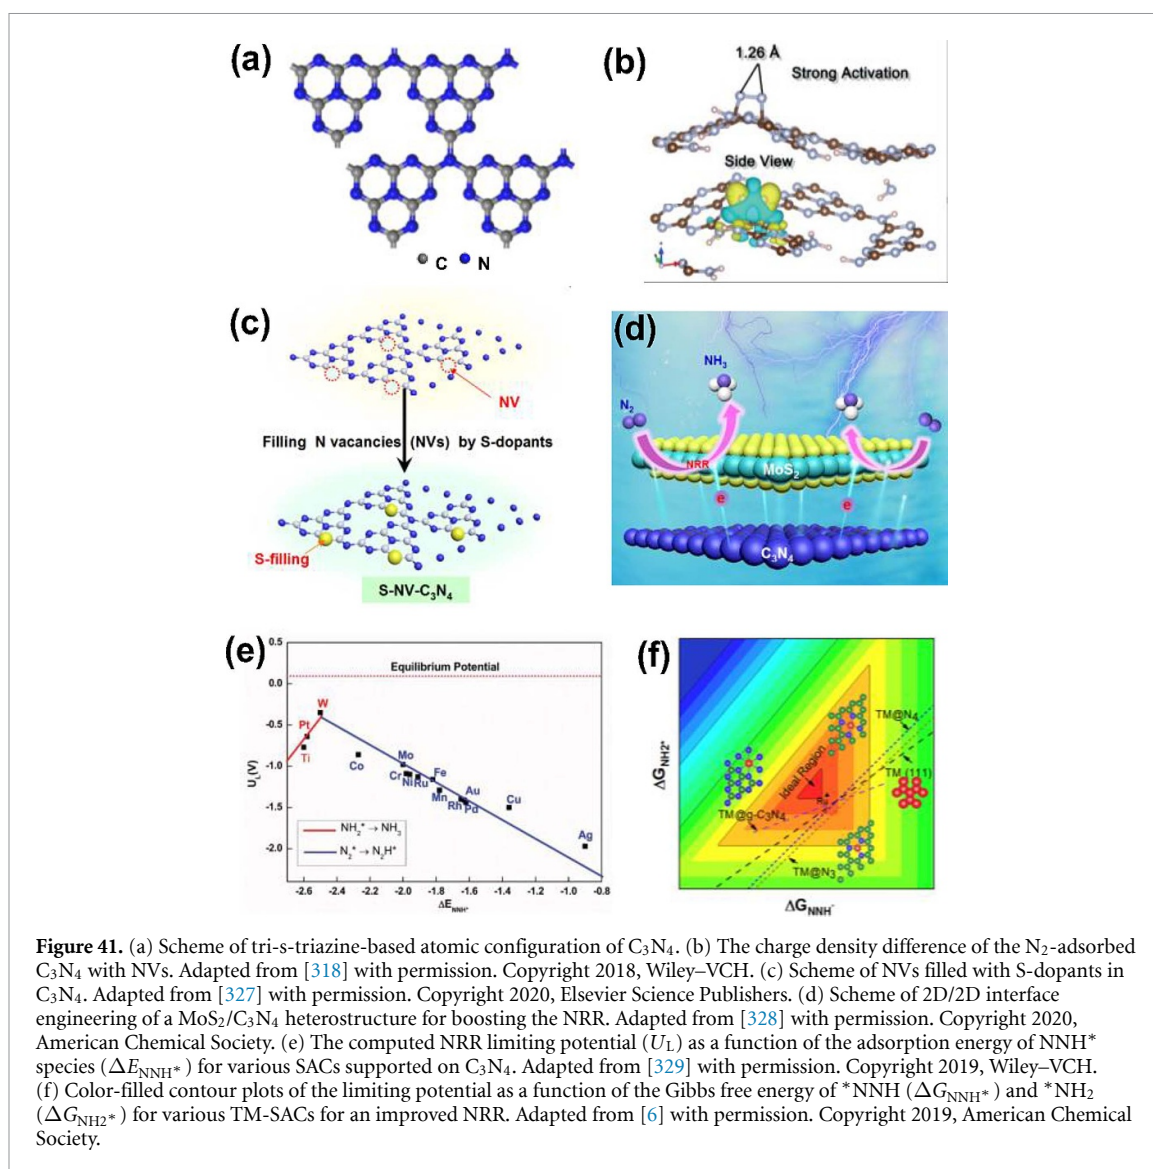 (a)
C N
(b)
1.26 Å
Strong Activation
Side View
(c)
NV
Filling N vacancies (NVs) by S-dopants
S-filling
S-NV-C₃N₄
(d)
NH₃
N₂
NRR
MoS₂
e
e
C₃N₄
(e)
0.5
0.0
-0.5
-1.0
-1.5
-2.0
U_L(V)
Equilibrium Potential
W
Pt
Ti
Co
Mo
Cr
Ni
Ru
Fe
Mn
Rh
Au
Pd
Cu
Ag
NH₂* → NH₃
N₂* → N₂H*
-2.6 -2.4 -2.2 -2.0 -1.8 -1.6 -1.4 -1.2 -1.0 -0.8
ΔE_NNH*
(f)
ΔG_NH2*
TM@N₄
Ideal Region
TM (111)
Ru
TM@g-C₃N₄
TM@N₃
ΔG_NNH*
Figure 41. (a) Scheme of tri-s-triazine-based atomic configuration of C₃N₄. (b) The charge density difference of the N₂-adsorbed
C₃N₄ with NVs. Adapted from [318] with permission. Copyright 2018, Wiley–VCH. (c) Scheme of NVs filled with S-dopants in
C₃N₄. Adapted from [327] with permission. Copyright 2020, Elsevier Science Publishers. (d) Scheme of 2D/2D interface
engineering of a MoS₂/C₃N₄ heterostructure for boosting the NRR. Adapted from [328] with permission. Copyright 2020,
American Chemical Society. (e) The computed NRR limiting potential (U_L) as a function of the adsorption energy of NNH*
species (ΔE_NNH*) for various SACs supported on C₃N₄. Adapted from [329] with permission. Copyright 2019, Wiley–VCH.
(f) Color-filled contour plots of the limiting potential as a function of the Gibbs free energy of *NNH (ΔG_NNH*) and *NH₂
(ΔG_NH2*) for various TM-SACs for an improved NRR. Adapted from [6] with permission. Copyright 2019, American Chemical
Society.